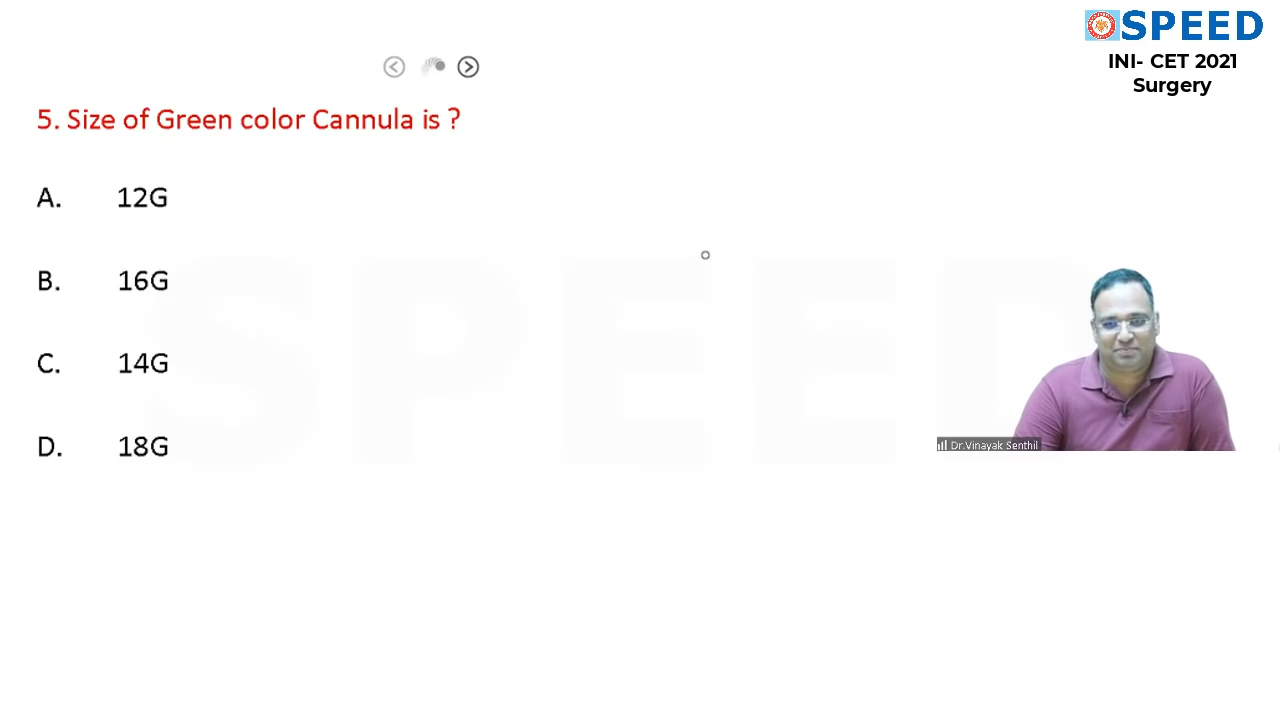 SPEED
INI- CET 2021
Surgery
5. Size of Green color Cannula is ?
A. 12G
B. 16G
C. 14G
D. 18G
SPEED
Dr.Vinayak Senthil